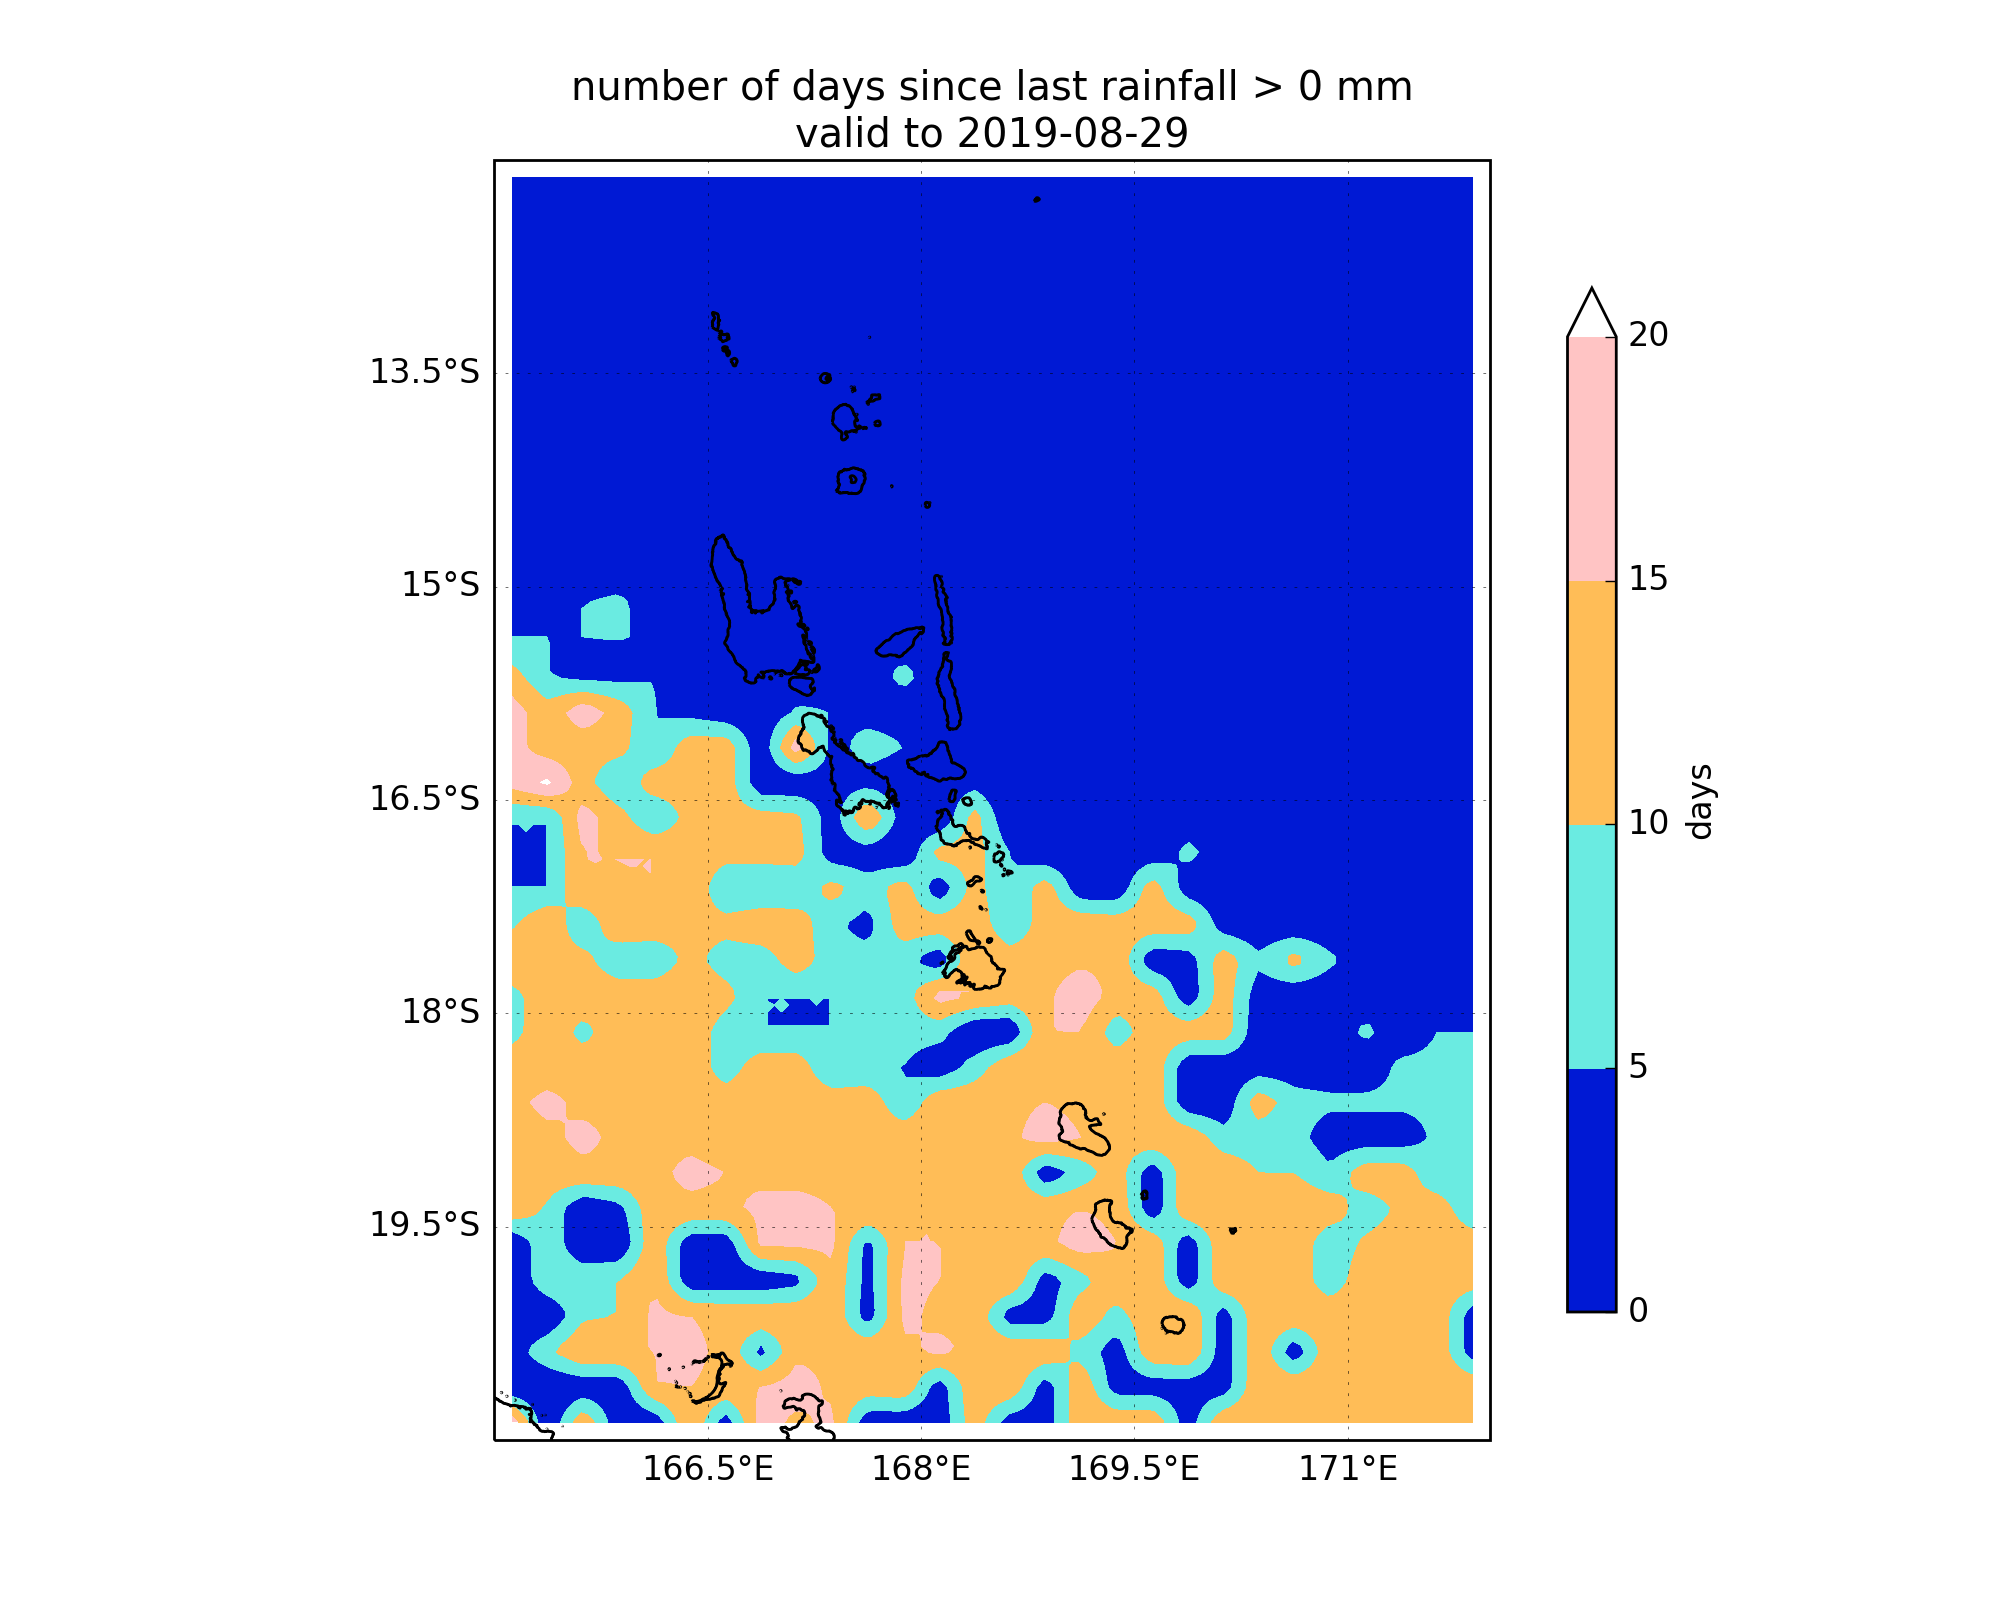 number of days since last rainfall > 0 mm
valid to 2019-08-29
13.5°S
15°S
16.5°S
18°S
19.5°S
166.5°E
168°E
169.5°E
171°E
20
15
10
5
0
days